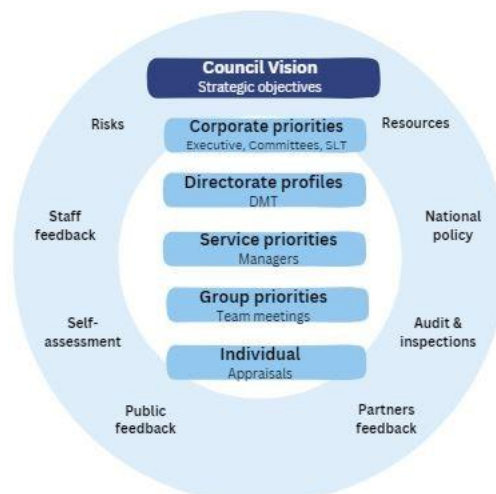 Council Vision
Strategic objectives
Risks
Resources
Corporate priorities
Executive, Committees, SLT
Directorate profiles
DMT
Staff
feedback
National
policy
Service priorities
Managers
Group priorities
Team meetings
Self-
assessment
Audit &
inspections
Individual
Appraisals
Public
feedback
Partners
feedback